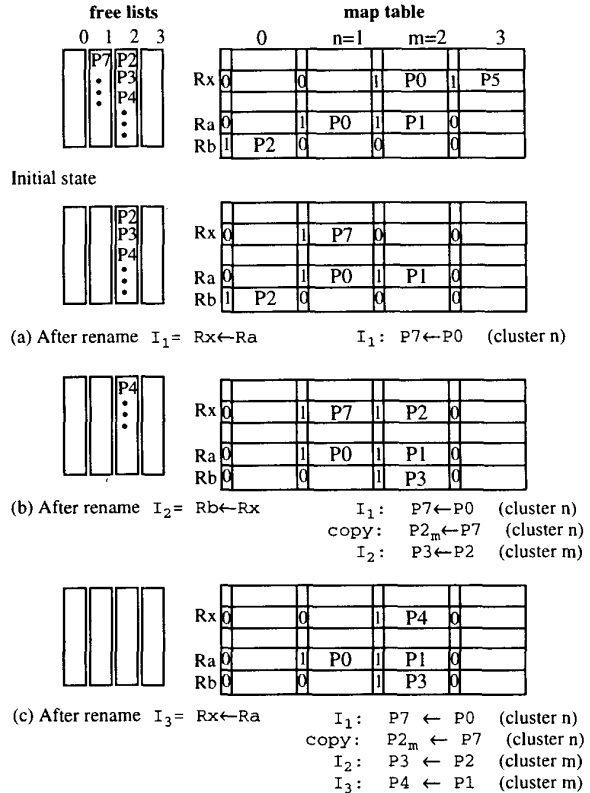 free lists map table
0 1 2 3 0 n=1 m=2 3
P7 P2
P3
P4
Rx 0 0 1 P0 1 P5
Ra 0 1 P0 1 P1 0
Rb 1 P2 0 0 0
Initial state
P2
P3
P4
Rx 0 1 P7 0 0
Ra 0 1 P0 1 P1 0
Rb 1 P2 0 0 0
(a) After rename I1= Rx←Ra I1: P7←P0 (cluster n)
P4
Rx 0 1 P7 1 P2 0
Ra 0 1 P0 1 P1 0
Rb 0 0 1 P3 0
(b) After rename I2= Rb←Rx I1: P7←P0 (cluster n)
copy: P2m←P7 (cluster n)
I2: P3←P2 (cluster m)
Rx 0 0 1 P4 0
Ra 0 1 P0 1 P1 0
Rb 0 0 1 P3 0
(c) After rename I3= Rx←Ra I1: P7 ← P0 (cluster n)
copy: P2m ← P7 (cluster n)
I2: P3 ← P2 (cluster m)
I3: P4 ← P1 (cluster m)